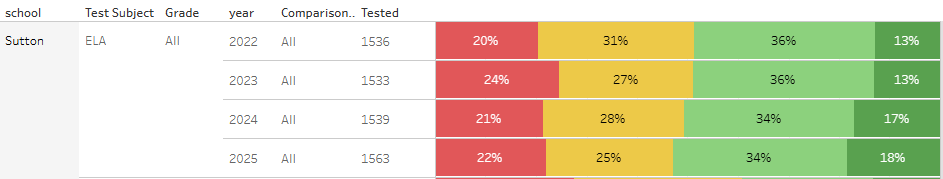 school Test Subject Grade year Comparison.. Tested
Sutton ELA All 2022 All 1536 20% 31% 36% 13%
2023 All 1533 24% 27% 36% 13%
2024 All 1539 21% 28% 34% 17%
2025 All 1563 22% 25% 34% 18%